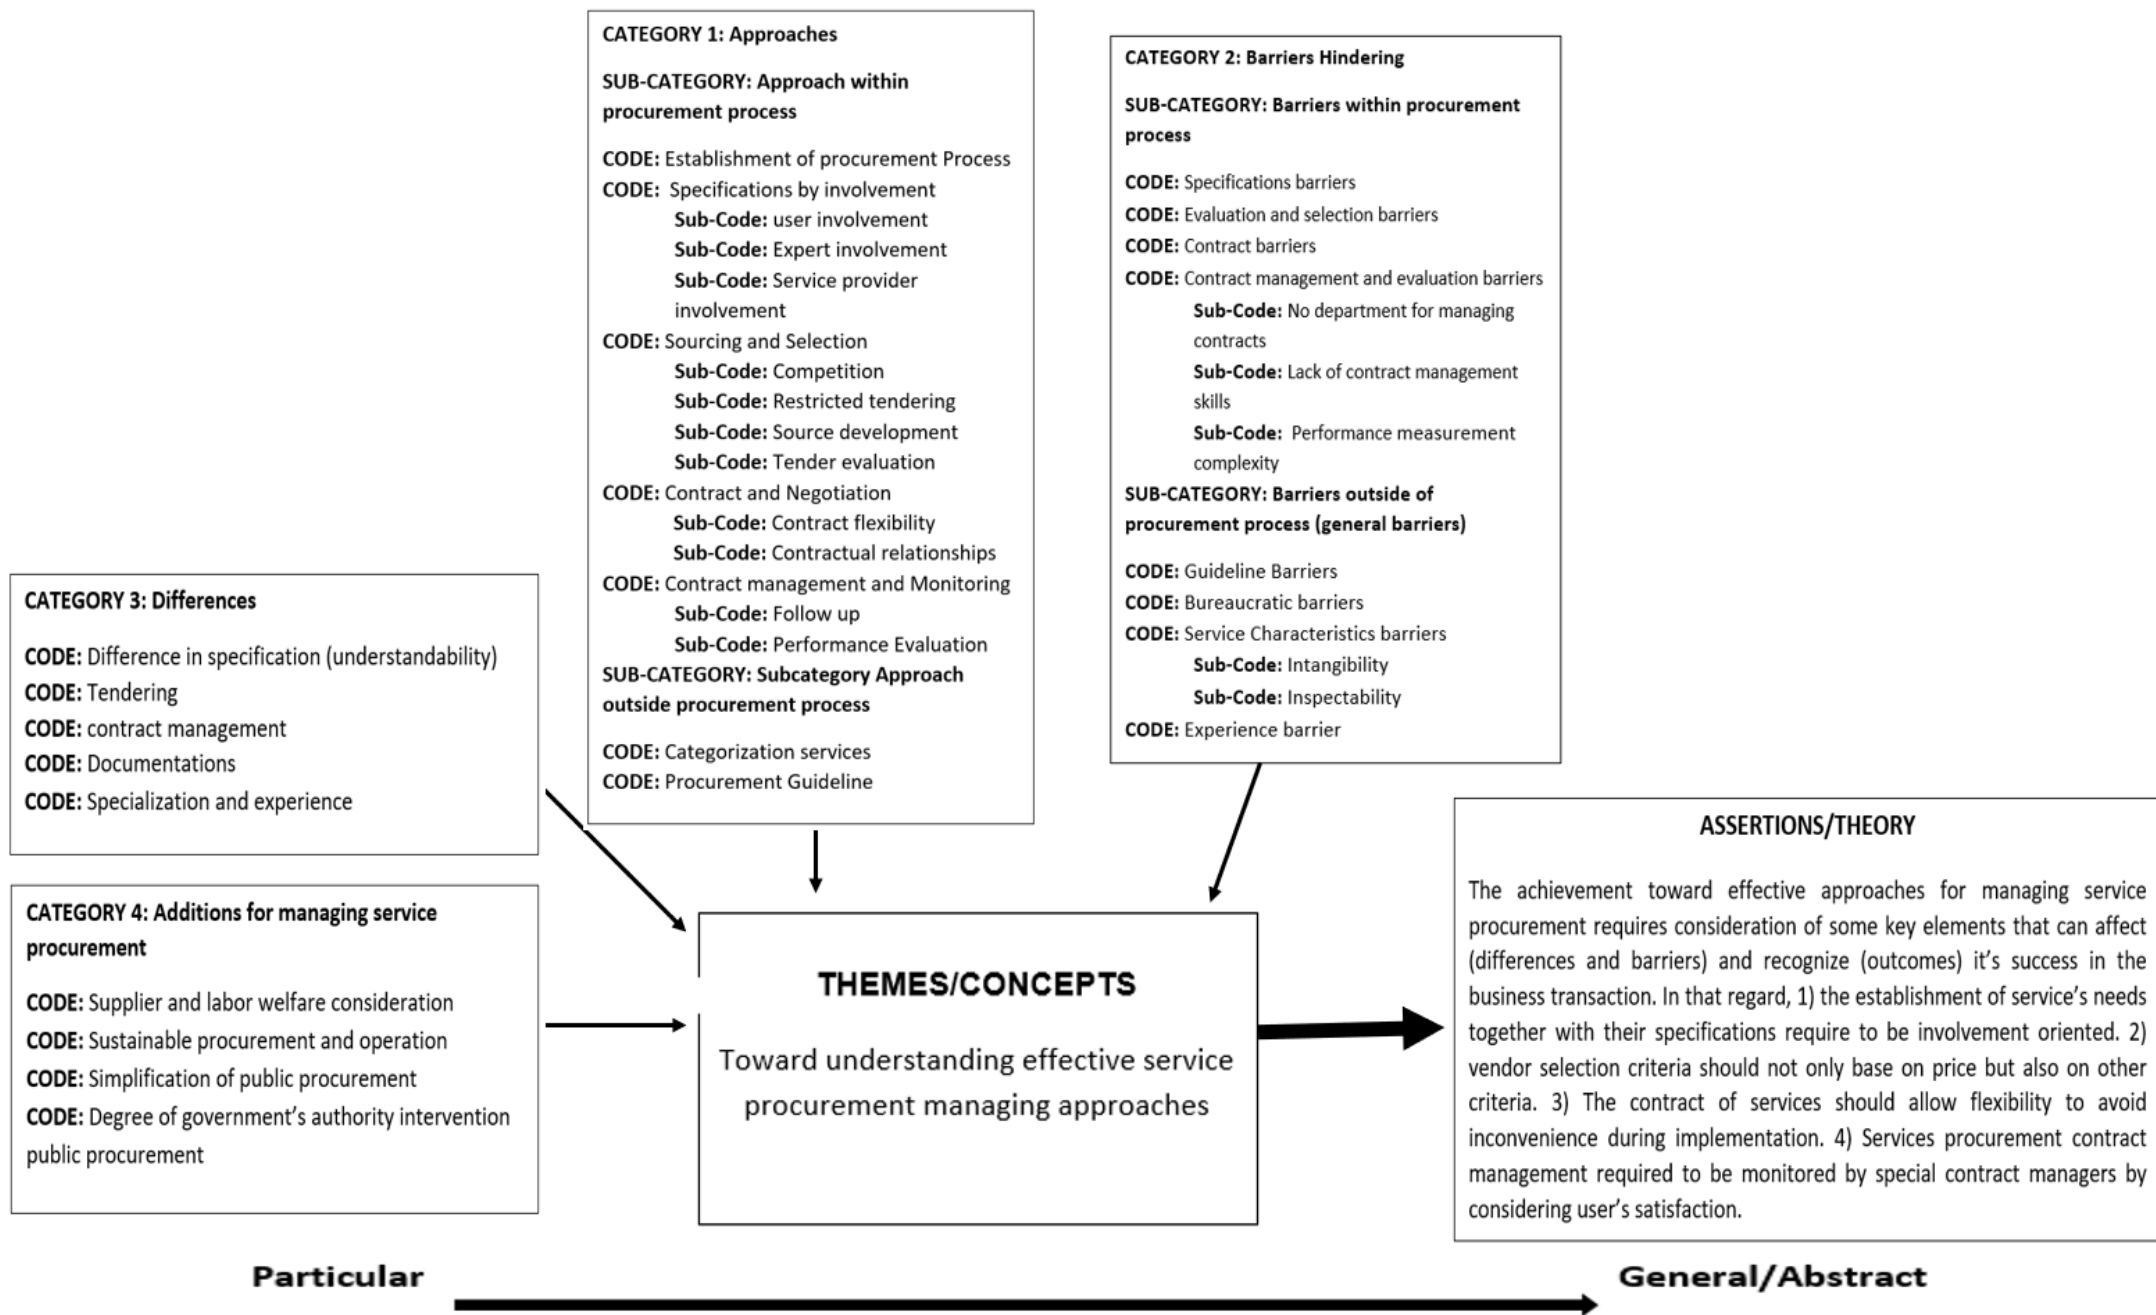 CATEGORY 1: Approaches
SUB-CATEGORY: Approach within
procurement process
CODE: Establishment of procurement Process
CODE: Specifications by involvement
Sub-Code: user involvement
Sub-Code: Expert involvement
Sub-Code: Service provider
involvement
CODE: Sourcing and Selection
Sub-Code: Competition
Sub-Code: Restricted tendering
Sub-Code: Source development
Sub-Code: Tender evaluation
CODE: Contract and Negotiation
Sub-Code: Contract flexibility
Sub-Code: Contractual relationships
CODE: Contract management and Monitoring
Sub-Code: Follow up
Sub-Code: Performance Evaluation
SUB-CATEGORY: Subcategory Approach
outside procurement process
CODE: Categorization services
CODE: Procurement Guideline
CATEGORY 2: Barriers Hindering
SUB-CATEGORY: Barriers within procurement
process
CODE: Specifications barriers
CODE: Evaluation and selection barriers
CODE: Contract barriers
CODE: Contract management and evaluation barriers
Sub-Code: No department for managing
contracts
Sub-Code: Lack of contract management
skills
Sub-Code: Performance measurement
complexity
SUB-CATEGORY: Barriers outside of
procurement process (general barriers)
CODE: Guideline Barriers
CODE: Bureaucratic barriers
CODE: Service Characteristics barriers
Sub-Code: Intangibility
Sub-Code: Inspectability
CODE: Experience barrier
CATEGORY 3: Differences
CODE: Difference in specification (understandability)
CODE: Tendering
CODE: contract management
CODE: Documentations
CODE: Specialization and experience
CATEGORY 4: Additions for managing service
procurement
CODE: Supplier and labor welfare consideration
CODE: Sustainable procurement and operation
CODE: Simplification of public procurement
CODE: Degree of government's authority intervention
public procurement
THEMES/CONCEPTS
Toward understanding effective service
procurement managing approaches
ASSERTIONS/THEORY
The achievement toward effective approaches for managing service
procurement requires consideration of some key elements that can affect
(differences and barriers) and recognize (outcomes) it's success in the
business transaction. In that regard, 1) the establishment of service's needs
together with their specifications require to be involvement oriented. 2)
vendor selection criteria should not only base on price but also on other
criteria. 3) The contract of services should allow flexibility to avoid
inconvenience during implementation. 4) Services procurement contract
management required to be monitored by special contract managers by
considering user's satisfaction.
Particular
General/Abstract